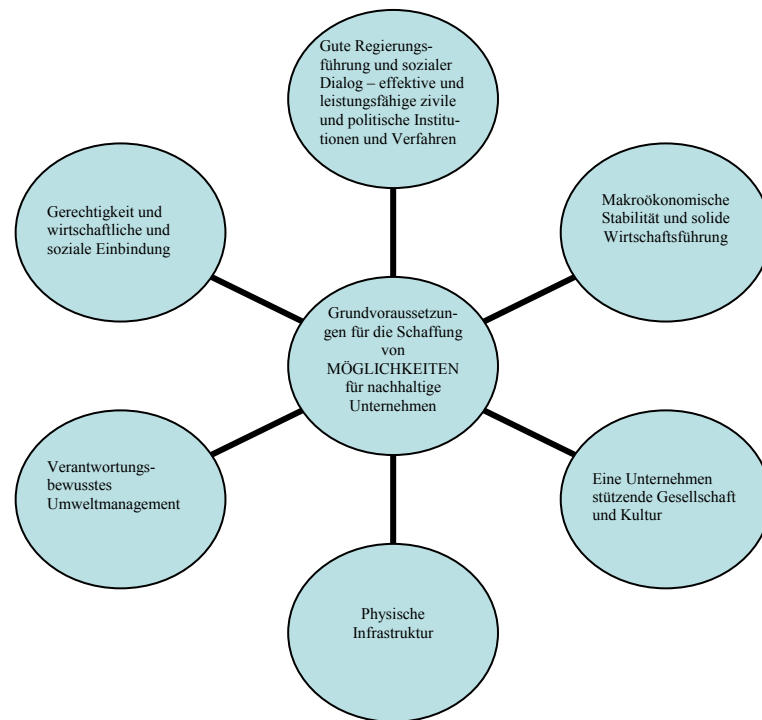 Gute Regierungs-
führung und sozialer
Dialog – effektive und
leistungsfähige zivile
und politische Institu-
tionen und Verfahren
Gerechtigkeit und
wirtschaftliche und
soziale Einbindung
Makroökonomische
Stabilität und solide
Wirtschaftsführung
Grundvoraussetzun-
gen für die Schaffung
von
MÖGLICHKEITEN
für nachhaltige
Unternehmen
Verantwortungs-
bewusstes
Umweltmanagement
Eine Unternehmen
stützende Gesellschaft
und Kultur
Physische
Infrastruktur